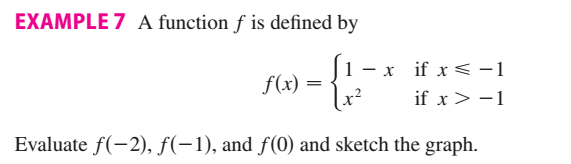 EXAMPLE 7 A function f is defined by
f(x) = { 1 − x if x ⩽ −1
x² if x > −1
Evaluate f(−2), f(−1), and f(0) and sketch the graph.